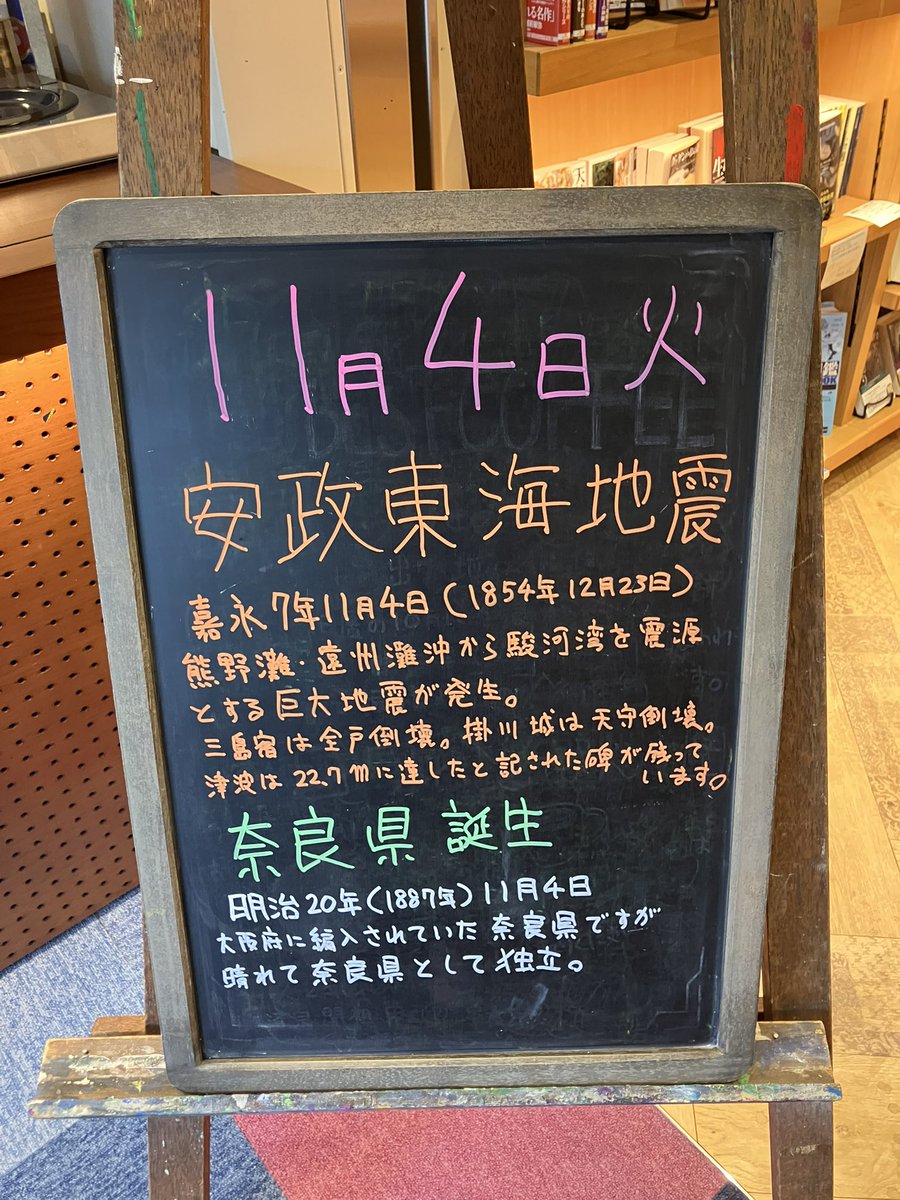 11月4日火
安政東海地震
嘉永7年11月4日(1854年12月23日)
熊野灘・遠州灘沖から駿河湾を震源
とする巨大地震が発生。
三島宿は全戸倒壊。掛川城は天守倒壊。
津波は22.7mに達したと記された碑が残って
います。
奈良県 誕生
明治20年(1887年)11月4日
大阪府に編入されていた奈良県ですが
晴れて奈良県として独立。